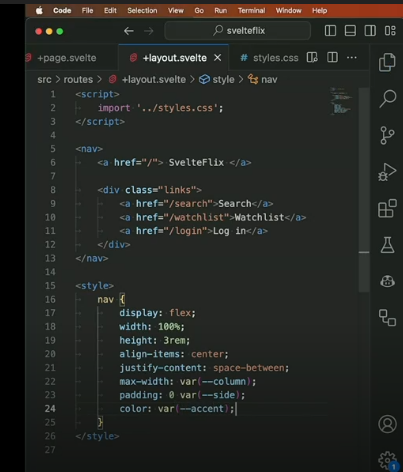 Code File Edit Selection View Go Run Terminal Window Help
svelteflix
+page.svelte +layout.svelte # styles.css
src > routes > +layout.svelte > style > nav
1 <script>
2 import '../styles.css';
3 </script>
4
5 <nav>
6 <a href="/"> SvelteFlix </a>
7
8 <div class="links">
9 <a href="/search">Search</a>
10 <a href="/watchlist">Watchlist</a>
11 <a href="/login">Log in</a>
12 </div>
13 </nav>
14
15 <style>
16 nav {
17 display: flex;
18 width: 100%;
19 height: 3rem;
20 align-items: center;
21 justify-content: space-between;
22 max-width: var(--column);
23 padding: 0 var(--side);
24 color: var(--accent);
25 }
26 </style>
27
1